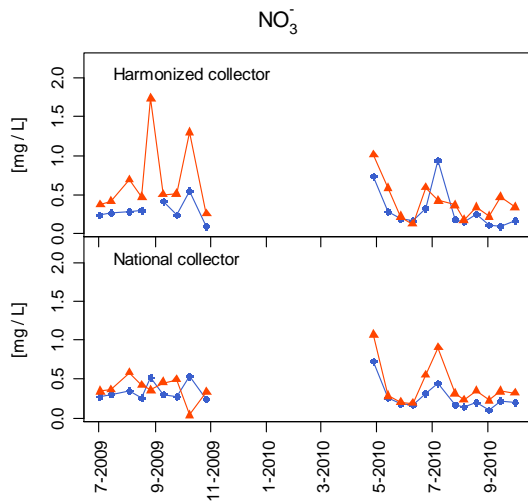 NO₃⁻
Harmonized collector
[mg / L]
0.0 0.5 1.0 1.5 2.0
National collector
[mg / L]
0.0 0.5 1.0 1.5 2.0
7-2009 9-2009 11-2009 1-2010 3-2010 5-2010 7-2010 9-2010